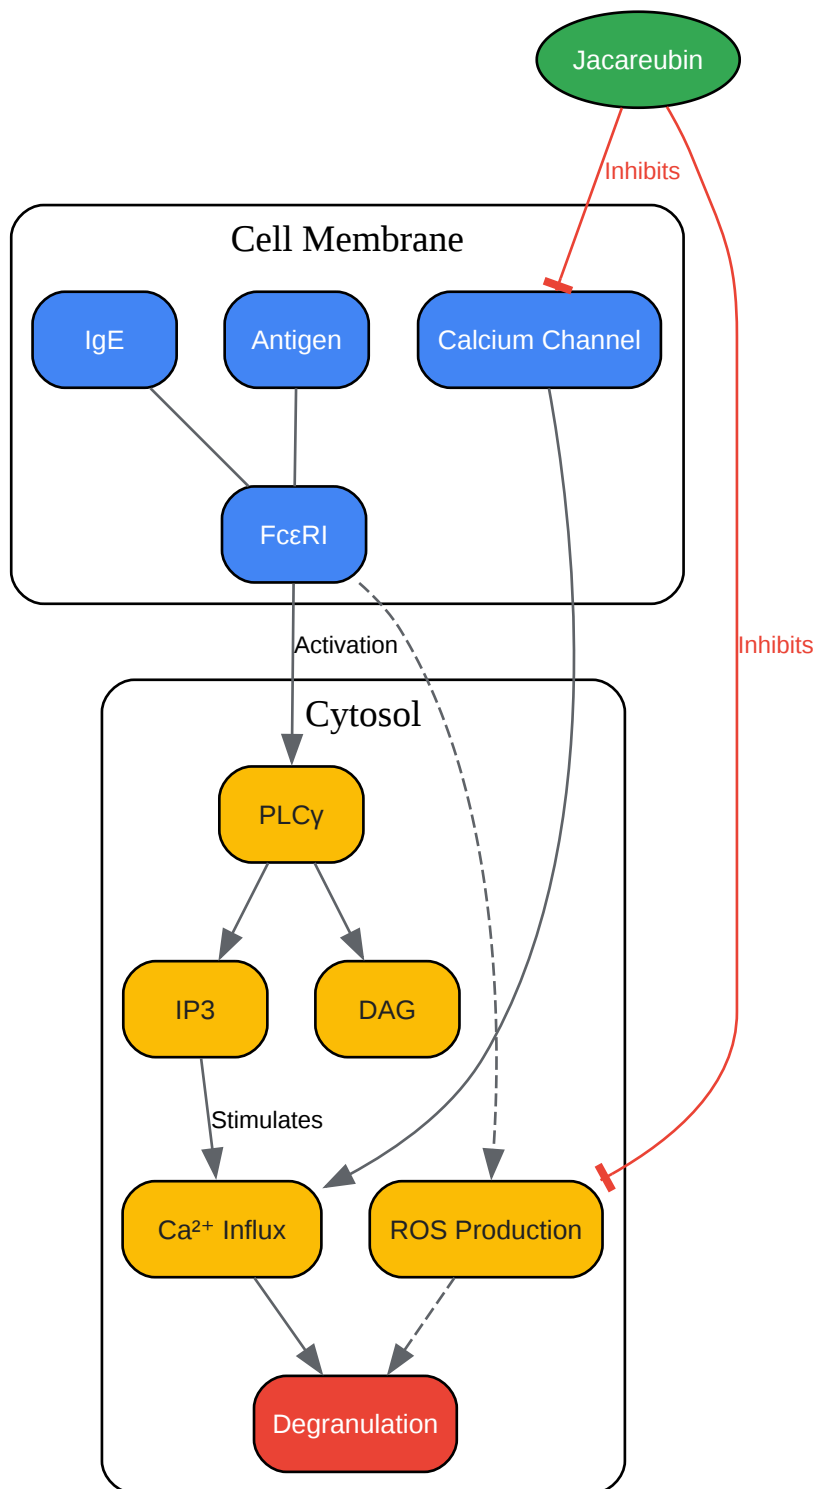 Jacareubin
Inhibits
Cell Membrane
IgE
Antigen
Calcium Channel
FcεRI
Activation
Inhibits
Cytosol
PLCγ
IP3
DAG
Stimulates
Ca²⁺ Influx
ROS Production
Degranulation